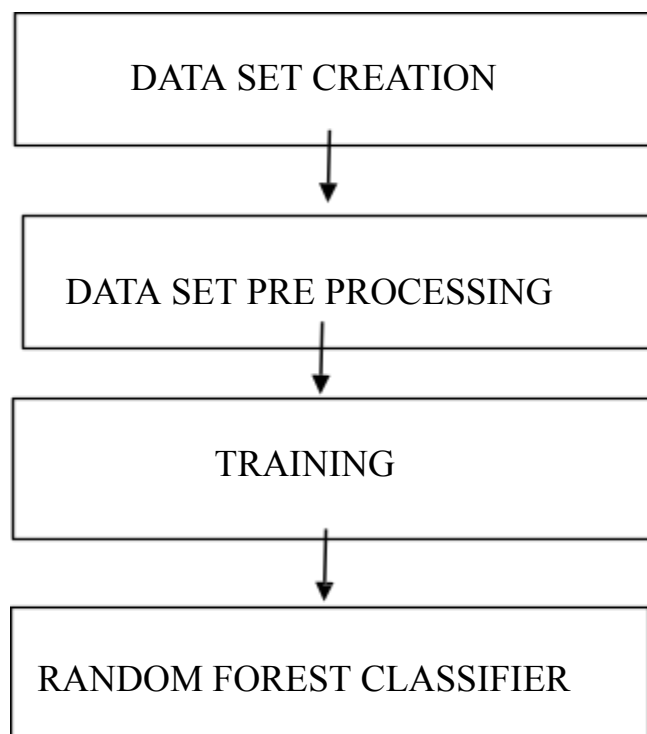 DATA SET CREATION
DATA SET PRE PROCESSING
TRAINING
RANDOM FOREST CLASSIFIER